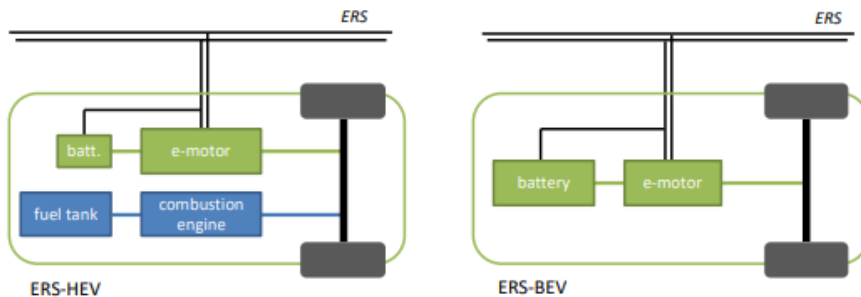 ERS
batt.
e-motor
fuel tank
combustion
engine
ERS-HEV
ERS
battery
e-motor
ERS-BEV